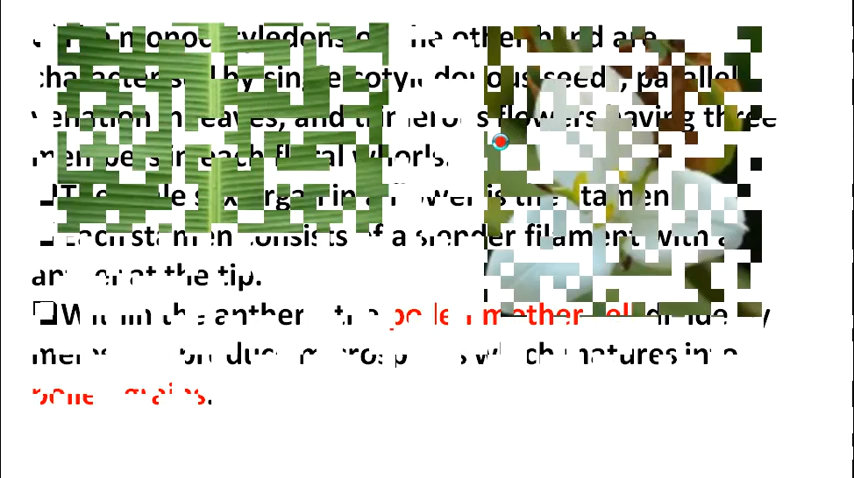 The monocotyledons on the other hand are
characterised by single cotyledonous seeds, parallel
venation in leaves, and trimerous flowers having three
members in each floral whorls.
❑The male sex organ in a flower is the stamen.
❑Each stamen consists of a slender filament with a
anther at the tip.
❑Within the anther, the pollen mother cell divide by
meiosis produce microspores which matures into
pollen grains.